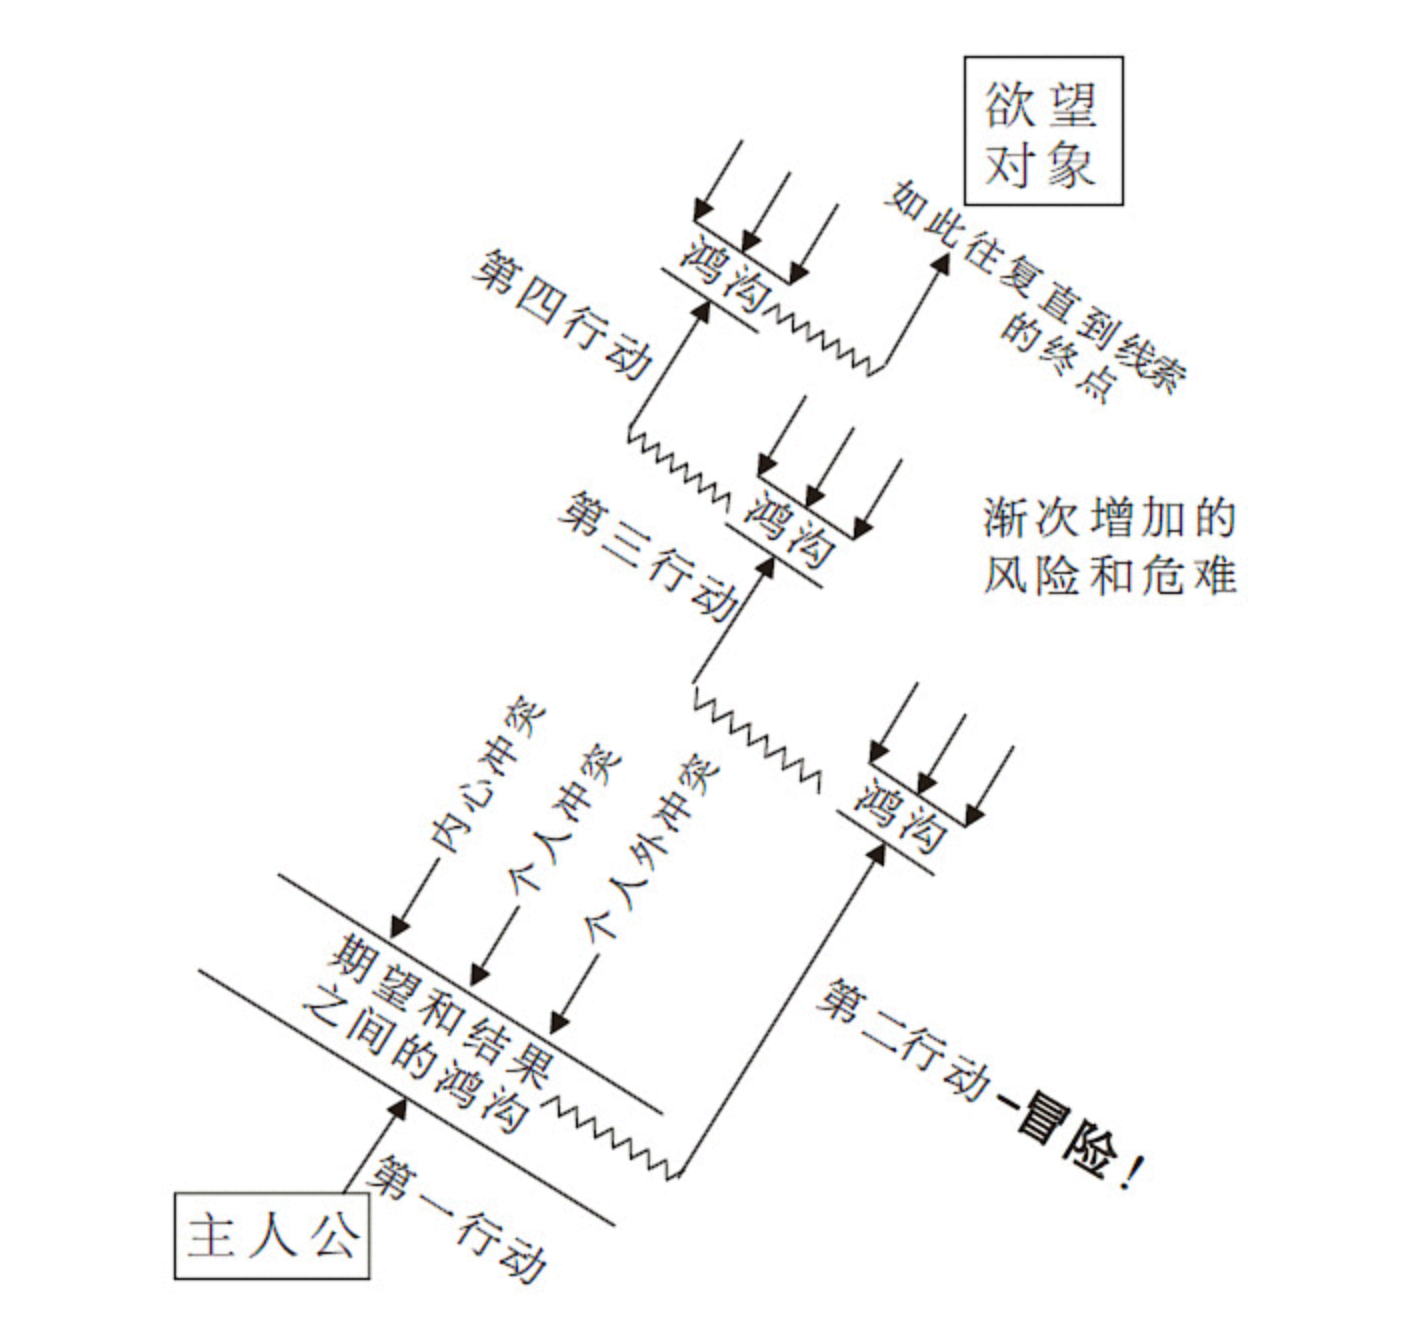 欲望
对象
如此往复直到线索
的终点
鸿沟
第四行动
鸿沟
第三行动
渐次增加的
风险和危难
鸿沟
内心冲突
个人冲突
个人外冲突
期望和结果
之间的鸿沟
第二行动-冒险!
第一行动
主人公